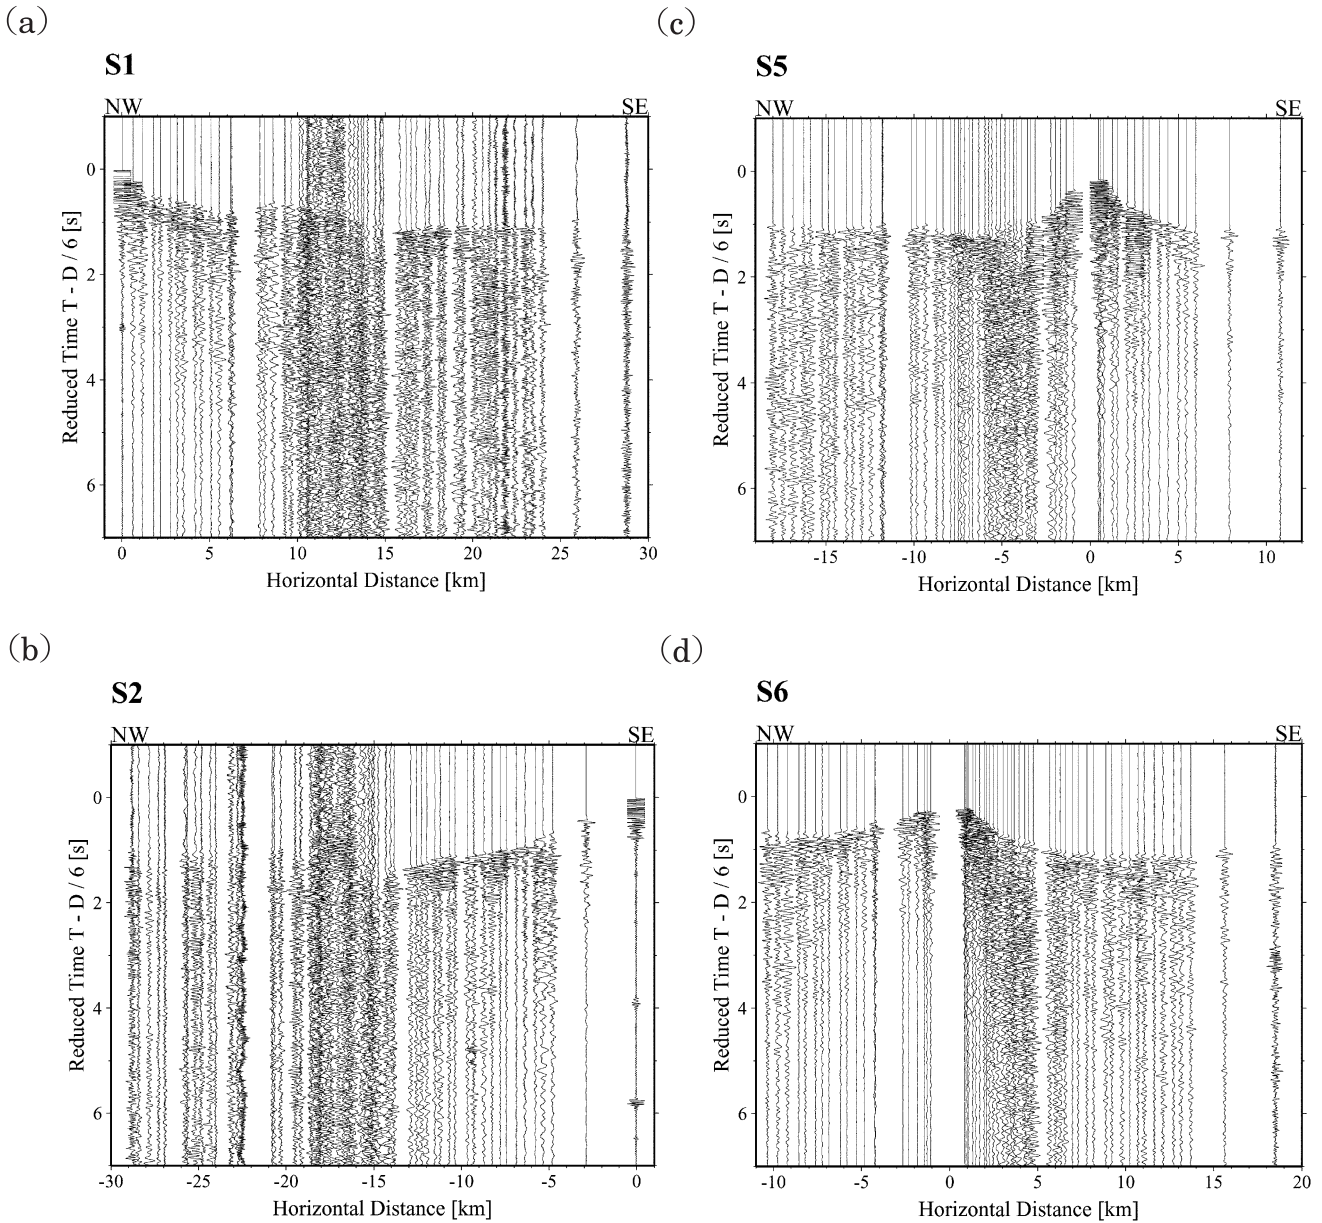 (a)
S1
NW SE
0
2
4
6
Reduced Time T - D / 6 [s]
0 5 10 15 20 25 30
Horizontal Distance [km]
(c)
S5
NW SE
0
2
4
6
Reduced Time T - D / 6 [s]
-15 -10 -5 0 5 10
Horizontal Distance [km]
(b)
S2
NW SE
0
2
4
6
Reduced Time T - D / 6 [s]
-30 -25 -20 -15 -10 -5 0
Horizontal Distance [km]
(d)
S6
NW SE
0
2
4
6
Reduced Time T - D / 6 [s]
-10 -5 0 5 10 15 20
Horizontal Distance [km]